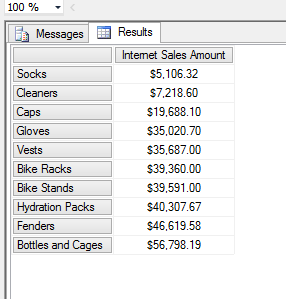 100 %
Messages Results
Internet Sales Amount
Socks $5,106.32
Cleaners $7,218.60
Caps $19,688.10
Gloves $35,020.70
Vests $35,687.00
Bike Racks $39,360.00
Bike Stands $39,591.00
Hydration Packs $40,307.67
Fenders $46,619.58
Bottles and Cages $56,798.19